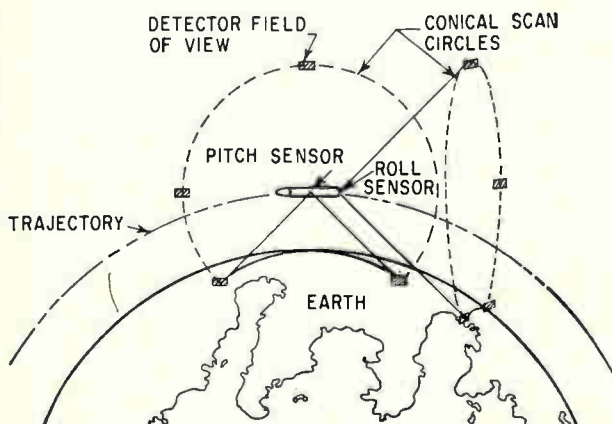 DETECTOR FIELD
OF VIEW
CONICAL SCAN
CIRCLES
PITCH SENSOR
ROLL
SENSOR
TRAJECTORY
EARTH